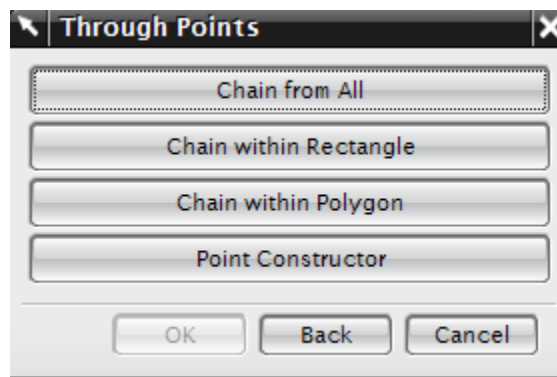 Through Points
Chain from All
Chain within Rectangle
Chain within Polygon
Point Constructor
OK Back Cancel